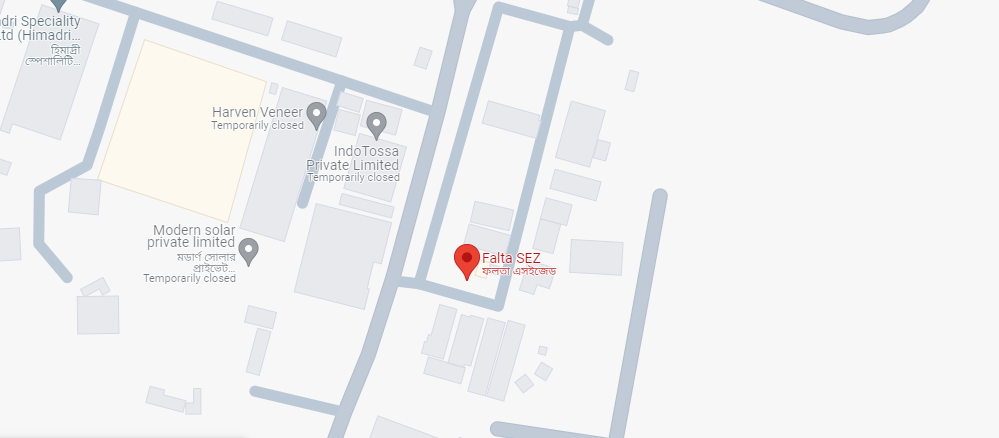 dri Speciality
td (Himadri...
হিমাদ্রী
স্পেশালিটি...
Harven Veneer
Temporarily closed
IndoTossa
Private Limited
Temporarily closed
Modern solar
private limited
মডার্ণ সোলার
প্রাইভেট...
Temporarily closed
Falta SEZ
ফলতা এসইজেড